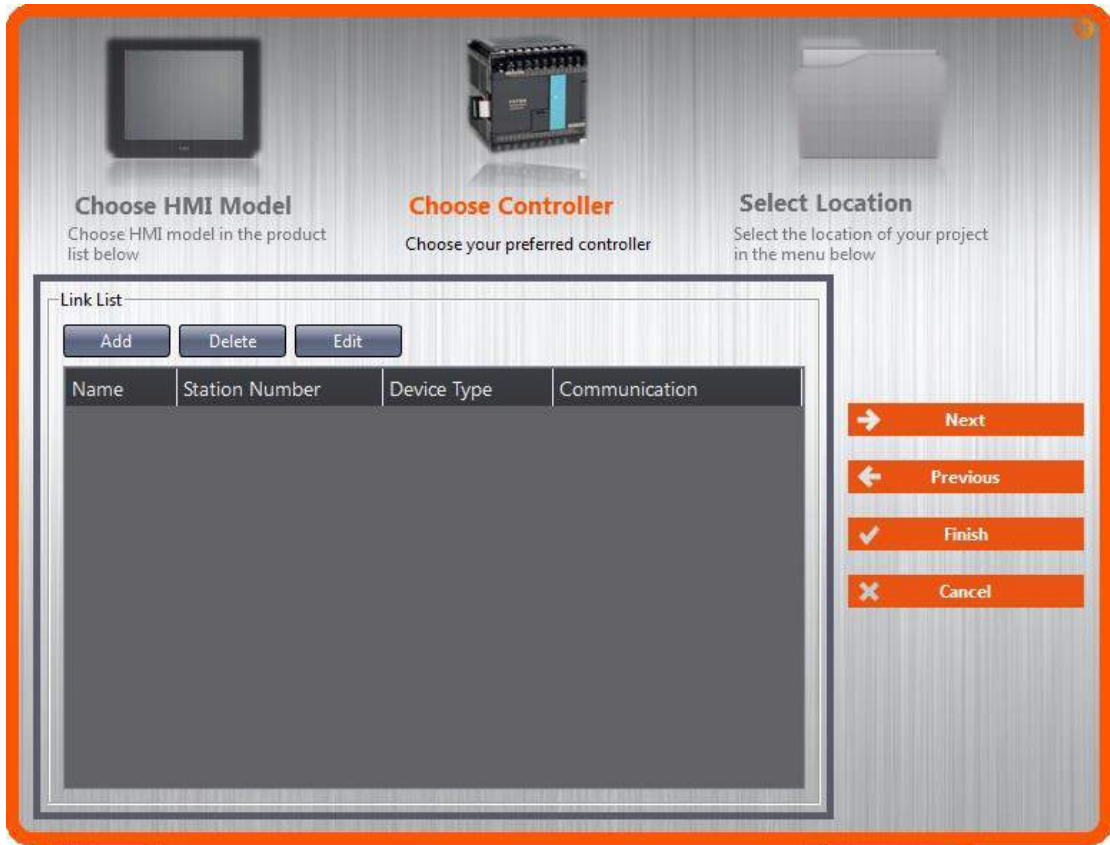 Choose HMI Model
Choose HMI model in the product
list below
Choose Controller
Choose your preferred controller
Select Location
Select the location of your project
in the menu below
Link List
Add
Delete
Edit
Name
Station Number
Device Type
Communication
Next
Previous
Finish
Cancel